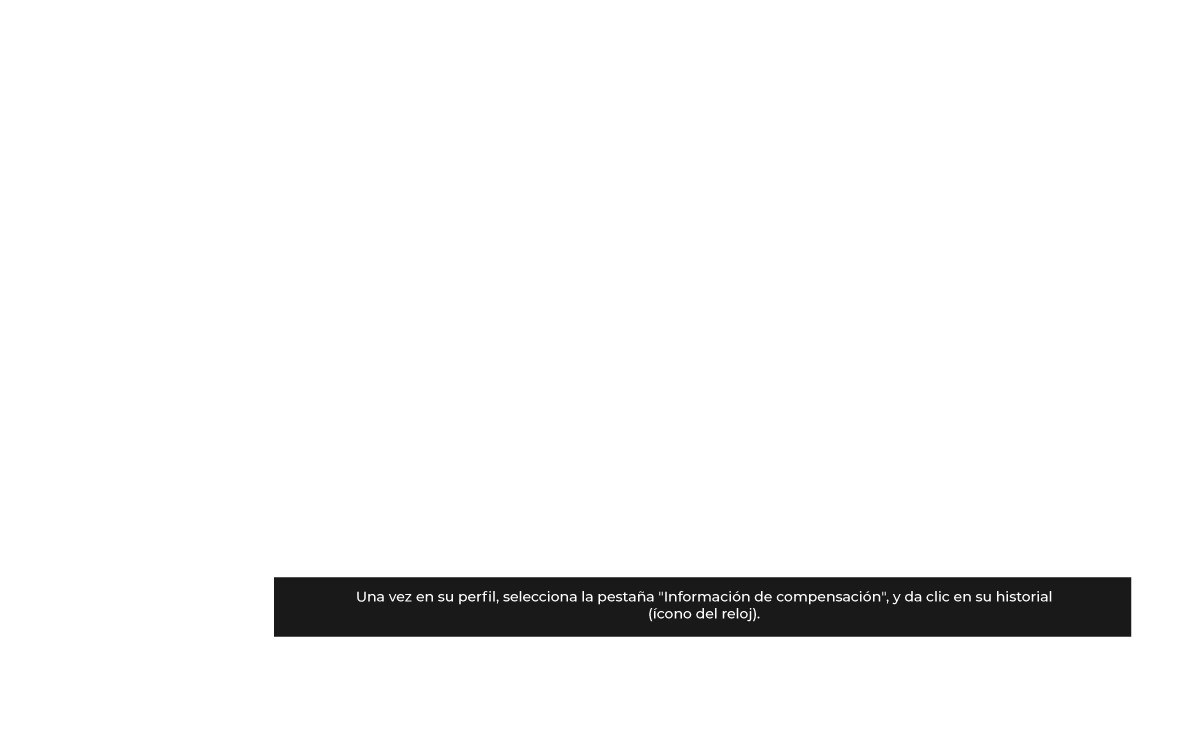 Una vez en su perfil, selecciona la pestaña "Información de compensación", y da clic en su historial
(ícono del reloj).